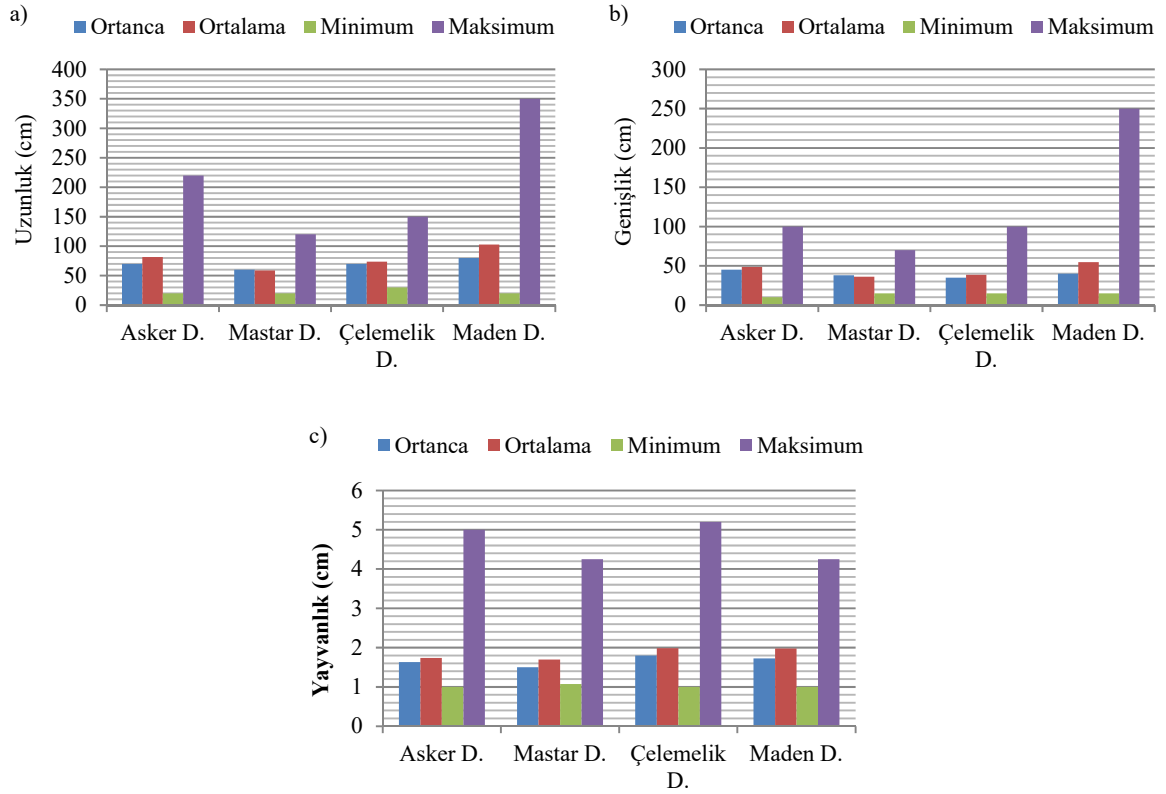 a)
Ortanca Ortalama Minimum Maksimum
Uzunluk (cm)
400
350
300
250
200
150
100
50
0
Asker D. Mastar D. Çelemelik D. Maden D.
b)
Ortanca Ortalama Minimum Maksimum
Genişlik (cm)
300
250
200
150
100
50
0
Asker D. Mastar D. Çelemelik D. Maden D.
c)
Ortanca Ortalama Minimum Maksimum
Yayvanlık (cm)
6
5
4
3
2
1
0
Asker D. Mastar D. Çelemelik D. Maden D.